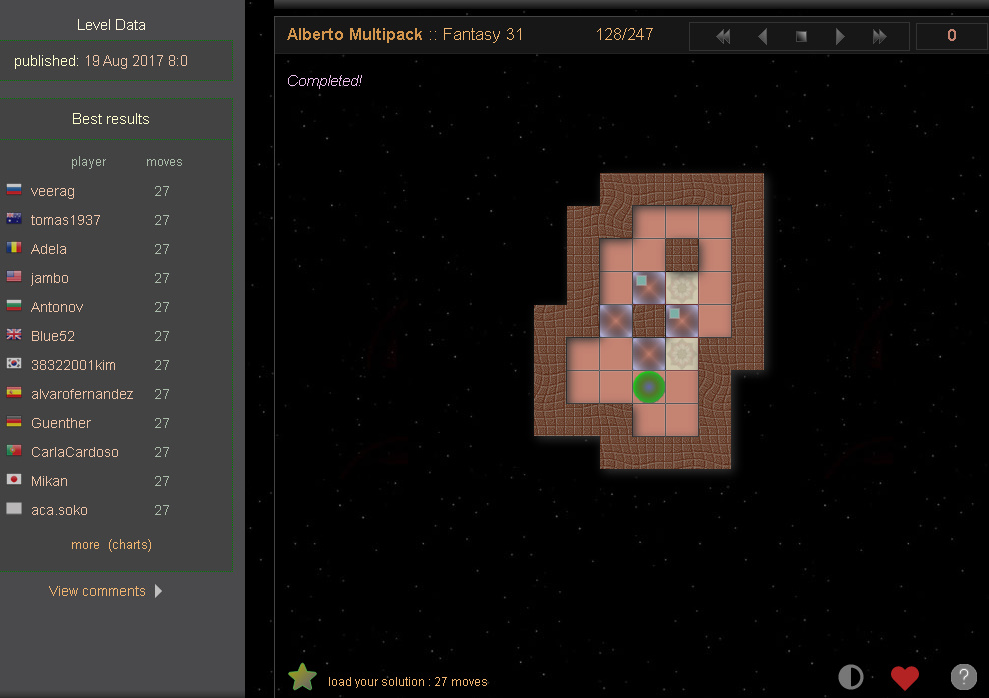 Level Data
published: 19 Aug 2017 8:0
Best results
player moves
veerag 27
tomas1937 27
Adela 27
jambo 27
Antonov 27
Blue52 27
38322001kim 27
alvarofernandez 27
Guenther 27
CarlaCardoso 27
Mikan 27
aca.soko 27
more (charts)
View comments
Alberto Multipack :: Fantasy 31 128/247 0
Completed!
load your solution : 27 moves
?